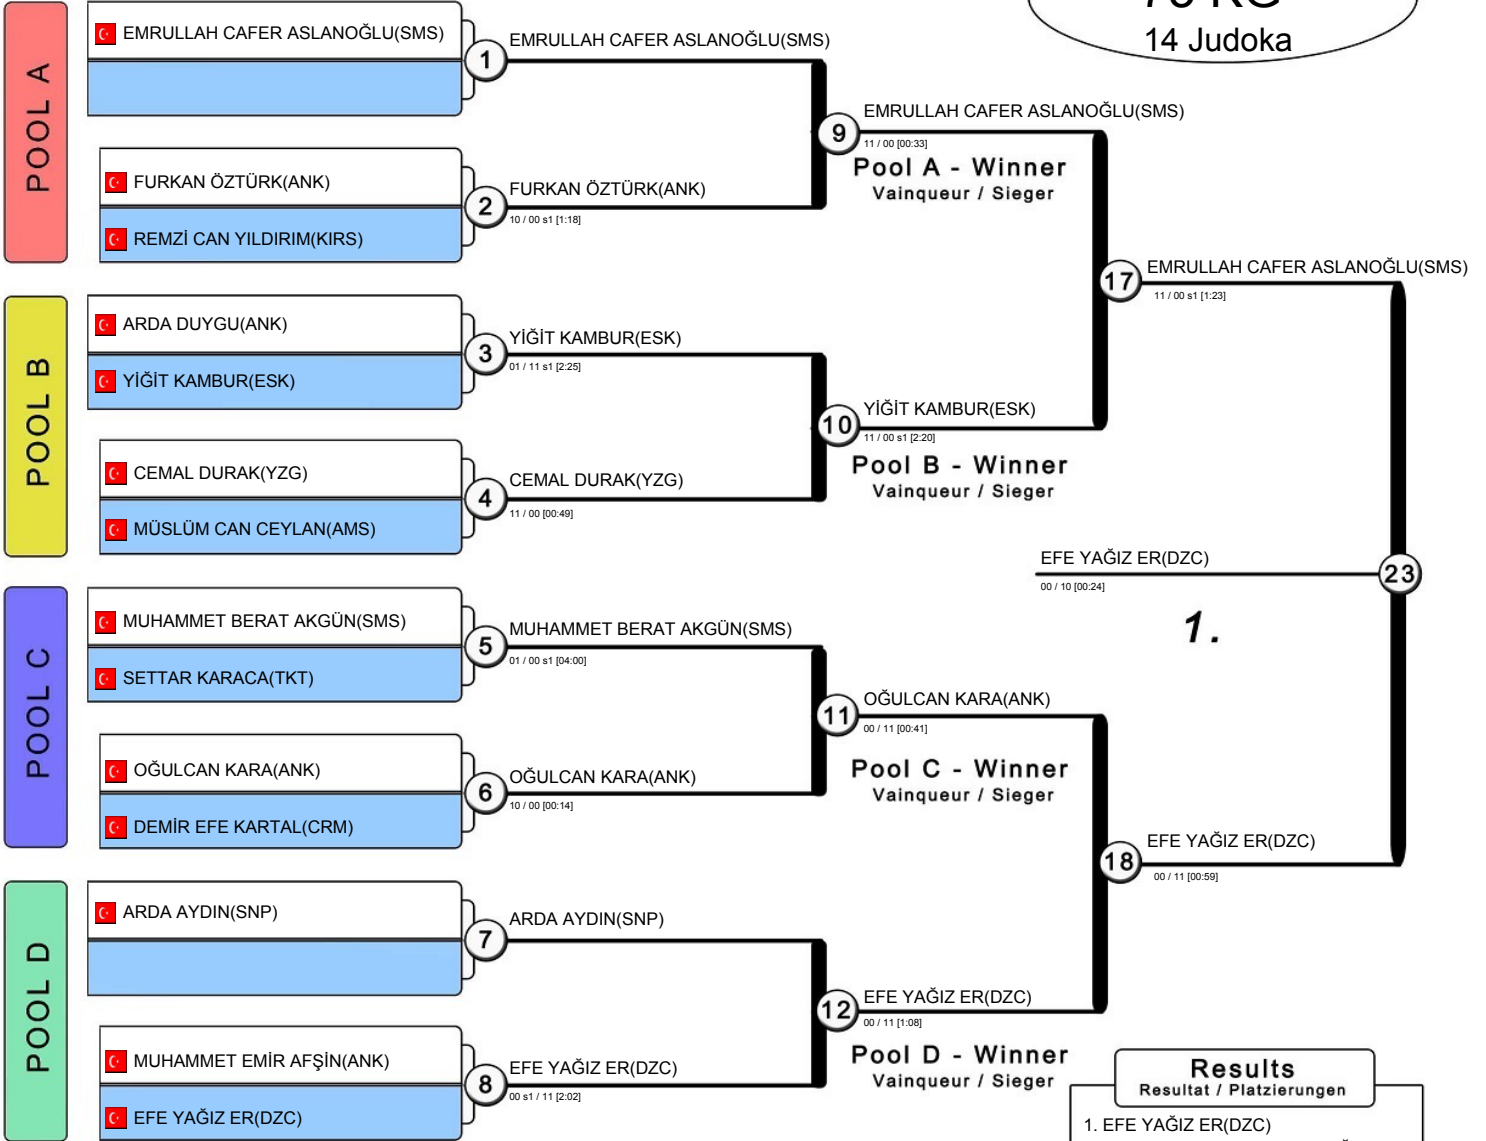 14 Judoka
POOL A
EMRULLAH CAFER ASLANOĞLU(SMS)
1
EMRULLAH CAFER ASLANOĞLU(SMS)
FURKAN ÖZTÜRK(ANK)
REMZİ CAN YILDIRIM(KIRS)
2
FURKAN ÖZTÜRK(ANK)
10 / 00 s1 [1:18]
9
EMRULLAH CAFER ASLANOĞLU(SMS)
11 / 00 [00:33]
Pool A - Winner
Vainqueur / Sieger
POOL B
ARDA DUYGU(ANK)
YİĞİT KAMBUR(ESK)
3
YİĞİT KAMBUR(ESK)
01 / 11 s1 [2:25]
CEMAL DURAK(YZG)
MÜSLÜM CAN CEYLAN(AMS)
4
CEMAL DURAK(YZG)
11 / 00 [00:49]
10
YİĞİT KAMBUR(ESK)
11 / 00 s1 [2:20]
Pool B - Winner
Vainqueur / Sieger
17
EMRULLAH CAFER ASLANOĞLU(SMS)
11 / 00 s1 [1:23]
POOL C
MUHAMMET BERAT AKGÜN(SMS)
SETTAR KARACA(TKT)
5
MUHAMMET BERAT AKGÜN(SMS)
01 / 00 s1 [04:00]
OĞULCAN KARA(ANK)
DEMİR EFE KARTAL(CRM)
6
OĞULCAN KARA(ANK)
10 / 00 [00:14]
11
OĞULCAN KARA(ANK)
00 / 11 [00:41]
Pool C - Winner
Vainqueur / Sieger
POOL D
ARDA AYDIN(SNP)
7
ARDA AYDIN(SNP)
MUHAMMET EMİR AFŞİN(ANK)
EFE YAĞIZ ER(DZC)
8
EFE YAĞIZ ER(DZC)
00 s1 / 11 [2:02]
12
EFE YAĞIZ ER(DZC)
00 / 11 [1:08]
Pool D - Winner
Vainqueur / Sieger
18
EFE YAĞIZ ER(DZC)
00 / 11 [00:59]
23
EFE YAĞIZ ER(DZC)
00 / 10 [00:24]
1.
Results
Resultat / Platzierungen
1. EFE YAĞIZ ER(DZC)